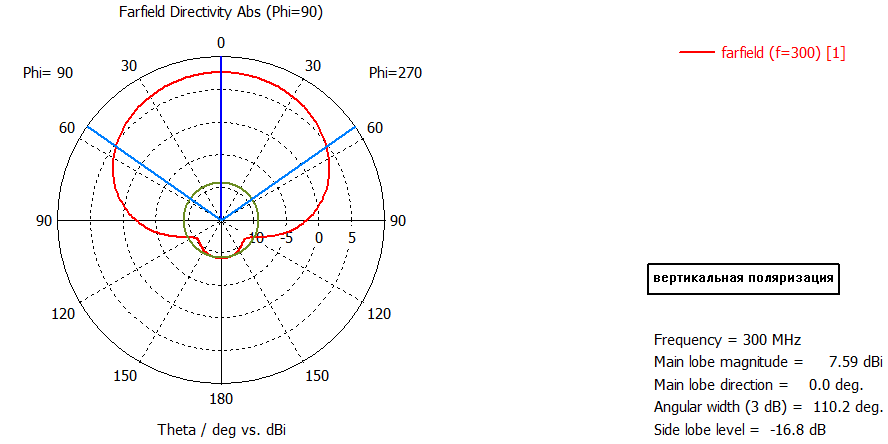 Farfield Directivity Abs (Phi=90)
0
30 30
Phi= 90 Phi=270
60 60
90 90
-5 0 5
120 120
150 150
180
Theta / deg vs. dBi
farfield (f=300) [1]
вертикальная поляризация
Frequency = 300 MHz
Main lobe magnitude = 7.59 dBi
Main lobe direction = 0.0 deg.
Angular width (3 dB) = 110.2 deg.
Side lobe level = -16.8 dB